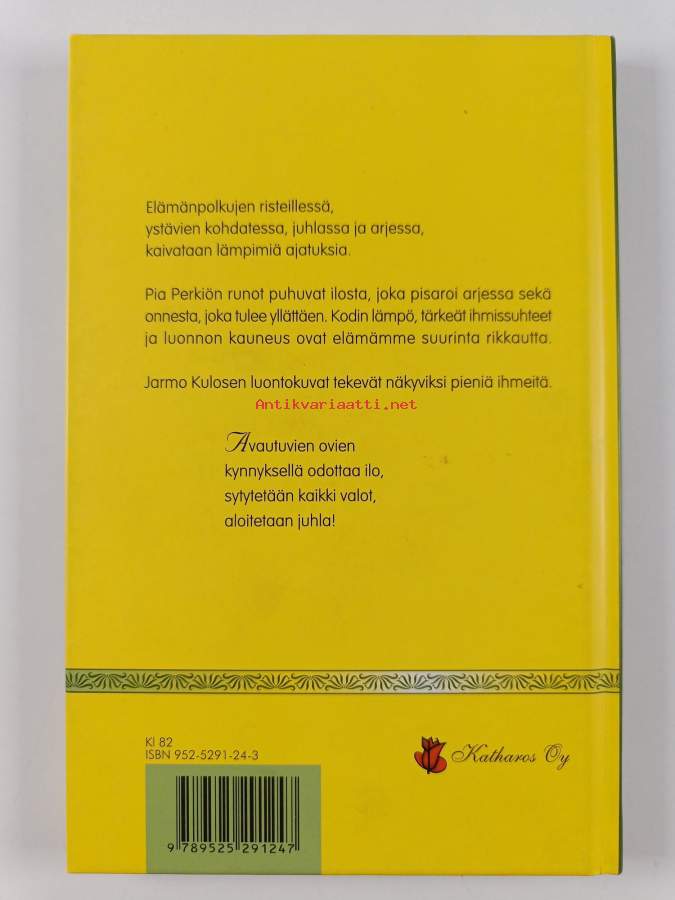 Elämänpolkujen risteillessä,
ystävien kohdatessa, juhlassa ja arjessa,
kaivataan lämpimiä ajatuksia.
Pia Perkiön runot puhuvat ilosta, joka pisaroi arjessa sekä
onnesta, joka tulee yllättäen. Kodin lämpö, tärkeät ihmissuhteet
ja luonnon kauneus ovat elämämme suurinta rikkautta.
Jarmo Kulosen luontokuvat tekevät näkyviksi pieniä ihmeitä.
Antikvariaatti.net
Avautuvien ovien
kynnyksellä odottaa ilo,
sytytetään kaikki valot,
aloitetaan juhla!
Kl 82
ISBN 952-5291-24-3
Katharos Oy
9 789525 291247